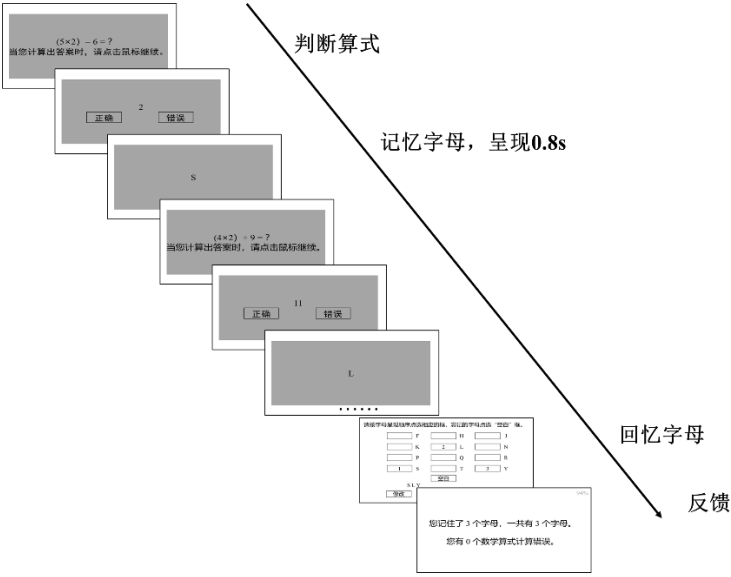 (5×2) – 6 = ?
当您计算出答案时，请点击鼠标继续。
判断算式
2
正确 错误
记忆字母，呈现0.8s
S
(4×2) ÷ 9 = ?
当您计算出答案时，请点击鼠标继续。
11
正确 错误
L
......
F H J
K 2 L N
P Q R
1 S T 3 Y
空白
S L Y
回忆字母
反馈
您记住了 3 个字母，一共有 3 个字母。
您有 0 个数学算式计算错误。